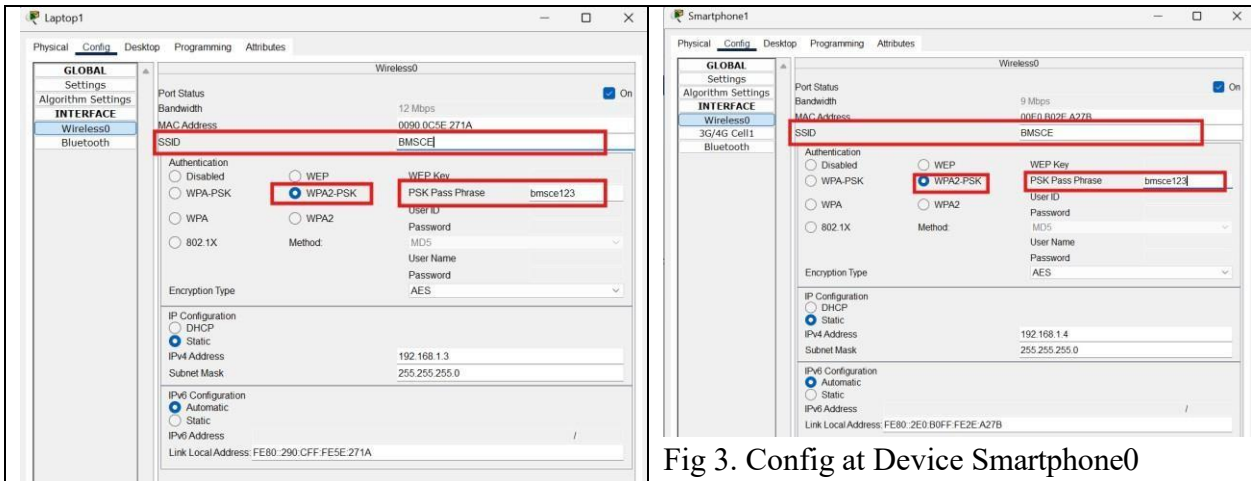 Laptop1
Physical Config Desktop Programming Attributes
GLOBAL
Settings
Algorithm Settings
INTERFACE
Wireless0
Bluetooth
Wireless0
Port Status On
Bandwidth 12 Mbps
MAC Address 0090.0C5E.271A
SSID BMSCE
Authentication
Disabled WEP WEP Key
WPA-PSK WPA2-PSK PSK Pass Phrase bmsce123
User ID
WPA WPA2 Password
802.1X Method: MD5
User Name
Password
Encryption Type AES
IP Configuration
DHCP
Static
IPv4 Address 192.168.1.3
Subnet Mask 255.255.255.0
IPv6 Configuration
Automatic
Static
IPv6 Address /
Link Local Address: FE80::290:CFF:FE5E:271A
Smartphone1
Physical Config Desktop Programming Attributes
GLOBAL
Settings
Algorithm Settings
INTERFACE
Wireless0
3G/4G Cell1
Bluetooth
Wireless0
Port Status On
Bandwidth 9 Mbps
MAC Address 00E0.B02E.A27B
SSID BMSCE
Authentication
Disabled WEP WEP Key
WPA-PSK WPA2-PSK PSK Pass Phrase bmsce123
User ID
WPA WPA2 Password
802.1X Method: MD5
User Name
Password
Encryption Type AES
IP Configuration
DHCP
Static
IPv4 Address 192.168.1.4
Subnet Mask 255.255.255.0
IPv6 Configuration
Automatic
Static
IPv6 Address /
Link Local Address: FE80::2E0:B0FF:FE2E:A27B
Fig 3. Config at Device Smartphone0